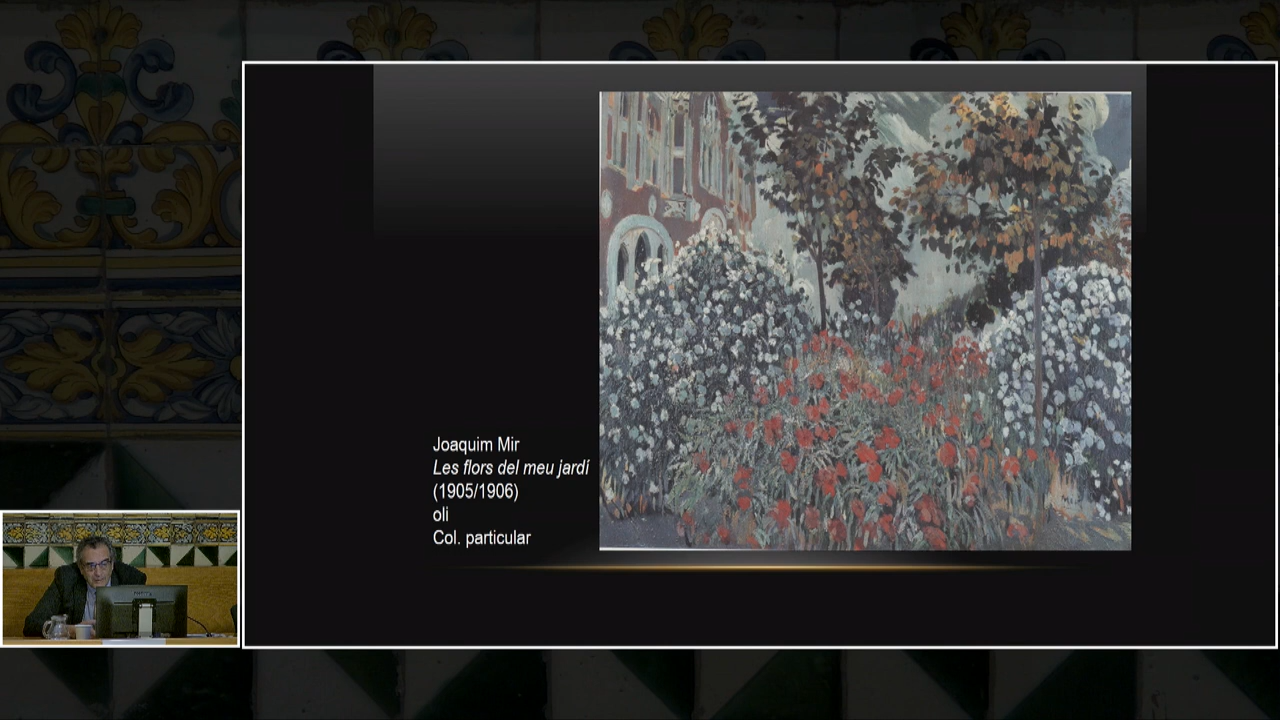 Joaquim Mir
Les flors del meu jardí
(1905/1906)
oli
Col. particular